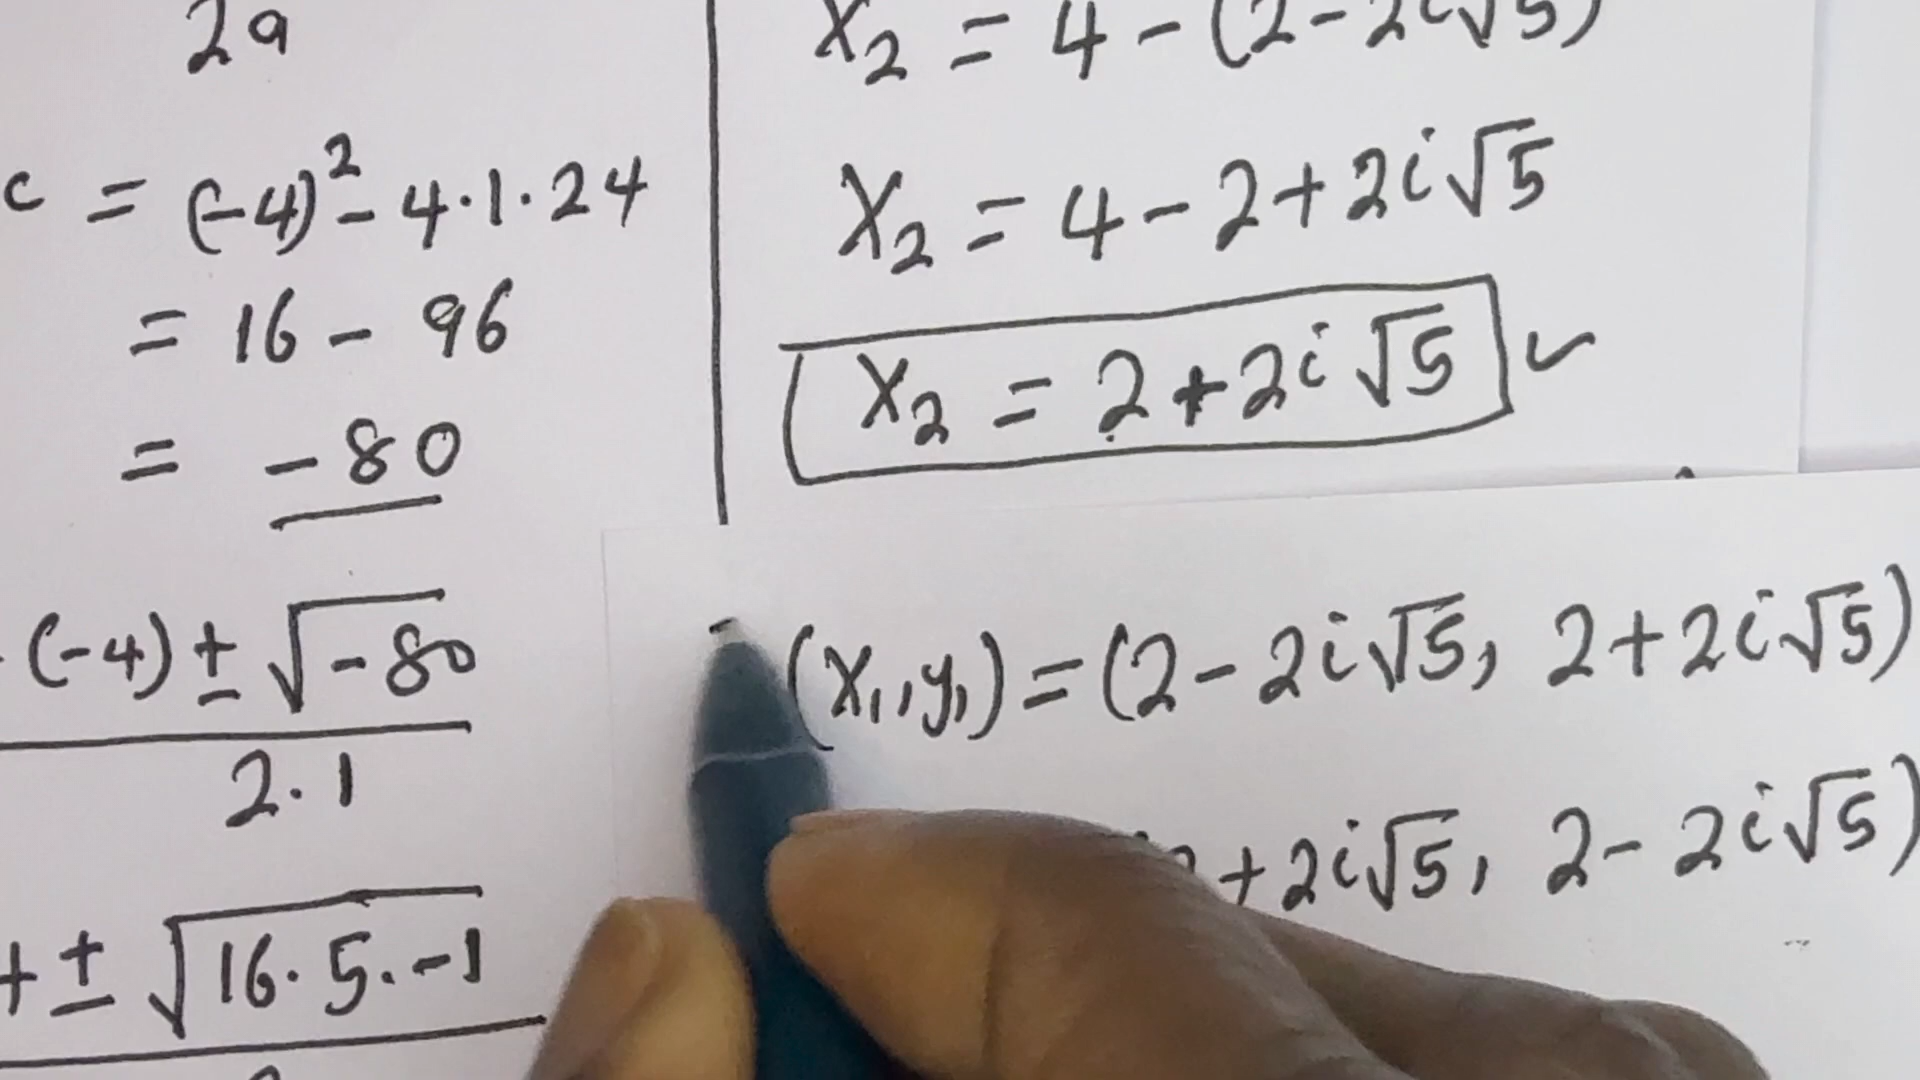 2a
c = (-4)² - 4·1·24
= 16 - 96
= -80
(-4) ± √-80
2·1
+ ± √16·5·-1
X₂ = 4 - (2 - 2i√5)
X₂ = 4 - 2 + 2i√5
X₂ = 2 + 2i√5 ✓
(X₁, y₁) = (2 - 2i√5, 2 + 2i√5)
+ 2i√5, 2 - 2i√5)